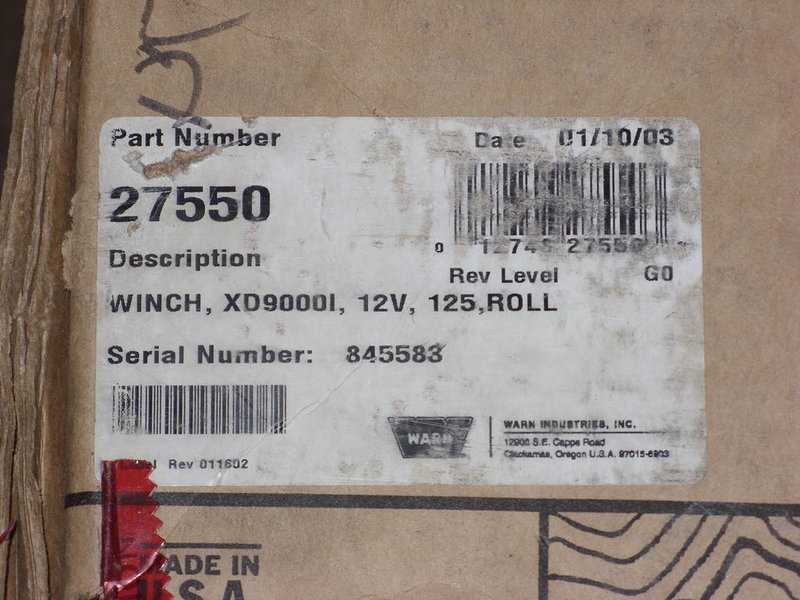 Part Number
Date 01/10/03
27550
0 12748 27550
Description
Rev Level G0
WINCH, XD9000I, 12V, 125,ROLL
Serial Number: 845583
WARN
WARN INDUSTRIES, INC.
12900 S.E. Capps Road
Clackamas, Oregon U.S.A. 97015-8903
Rev 011602
MADE IN
USA